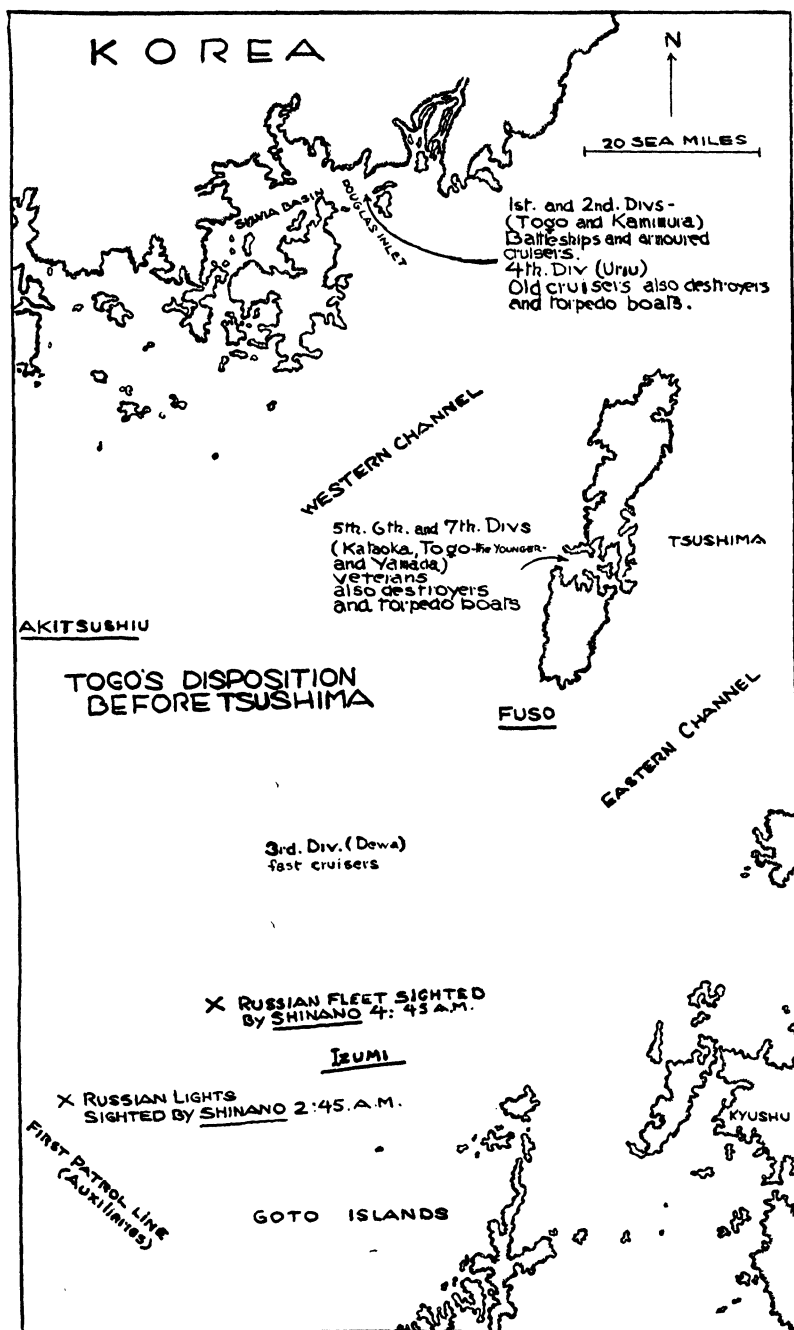 KOREA
N
20 SEA MILES
SYLVIA BASIN
DOUGLAS INLET
1st. and 2nd. Divs-
(Togo and Kamimura)
Battleships and armoured
cruisers.
4th. Div (Uriu)
Old cruisers also destroyers
and torpedo boats.
WESTERN CHANNEL
5th. 6th. and 7th. Divs
(Kataoka, Togo-the YOUNGER-
and Yamada)
veterans
also destroyers
and torpedo boats
TSUSHIMA
AKITSUSHIU
TOGO'S DISPOSITION
BEFORE TSUSHIMA
FUSO
EASTERN CHANNEL
3rd. Div. (Dewa)
fast cruisers
X RUSSIAN FLEET SIGHTED
BY SHINANO 4:45 A.M.
IZUMI
X RUSSIAN LIGHTS
SIGHTED BY SHINANO 2:45. A.M.
KYUSHU
FIRST PATROL LINE
(AUXILIRIES)
GOTO ISLANDS